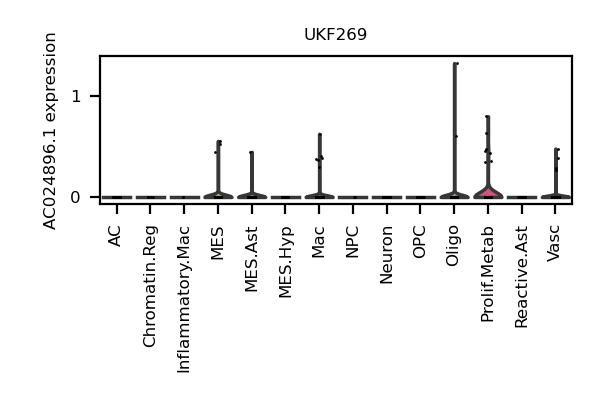 UKF269
AC024896.1 expression
1
0
AC
Chromatin.Reg
Inflammatory.Mac
MES
MES.Ast
MES.Hyp
Mac
NPC
Neuron
OPC
Oligo
Prolif.Metab
Reactive.Ast
Vasc